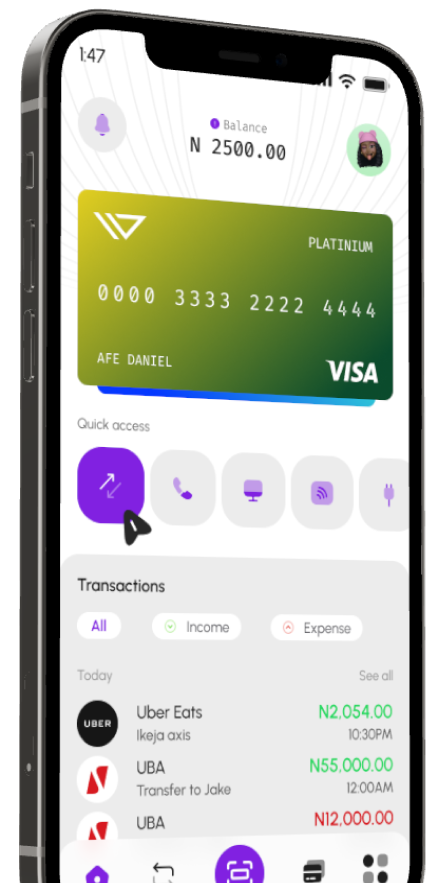 1:47
Balance
N 2500.00
PLATINIUM
0000 3333 2222 4444
AFE DANIEL
VISA
Quick access
Transactions
All
Income
Expense
Today
See all
UBER
Uber Eats
N2,054.00
Ikeja axis
10:30PM
UBA
N55,000.00
Transfer to Jake
12:00AM
UBA
N12,000.00